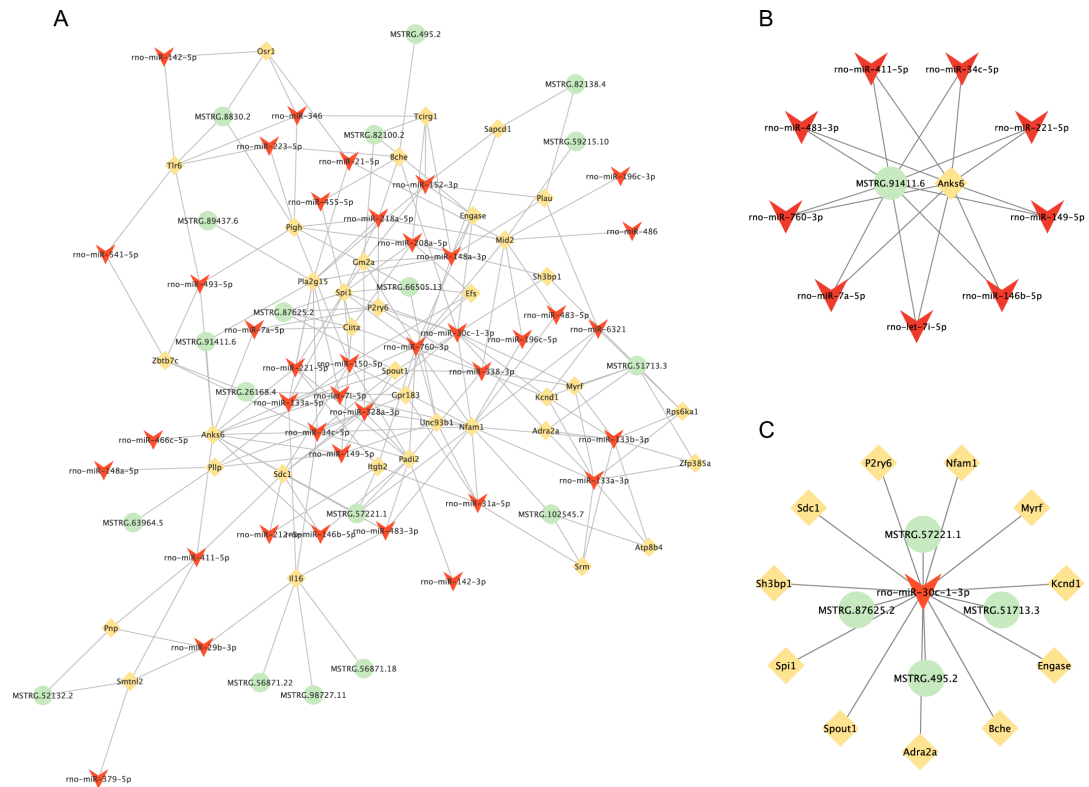 A
MSTRG.495.2
rno-miR-142-5p
Osr1
MSTRG.82138.4
MSTRG.8830.2
rno-miR-346
Tcirg1
Sapcd1
MSTRG.82100.2
MSTRG.59215.10
rno-miR-223-5p
Tlr6
rno-miR-21-5p
Bche
rno-miR-196c-3p
rno-miR-152-3p
Plau
rno-miR-455-5p
MSTRG.89437.6
rno-miR-218a-5p
Engase
Pigh
rno-miR-486
rno-miR-208a-5p
Mid2
rno-miR-541-5p
rno-miR-148a-3p
Gm2a
Sh3bp1
rno-miR-493-5p
Pla2g15
MSTRG.66505.13
Spi1
Efs
P2ry6
MSTRG.87625.2
rno-miR-483-5p
rno-miR-7a-5p
Ciita
rno-miR-30c-1-3p
rno-miR-6321
MSTRG.91411.6
rno-miR-196c-5p
rno-miR-760-3p
Zbtb7c
rno-miR-150-5p
MSTRG.51713.3
rno-miR-221-5p
Spout1
rno-miR-338-3p
Myrf
MSTRG.26168.4
rno-let-7i-5p
Gpr183
Kcnd1
rno-miR-133a-5p
rno-miR-328a-3p
Rps6ka1
Unc93b1
Nfam1
Adra2a
Anks6
rno-miR-34c-5p
rno-miR-466c-5p
rno-miR-133b-3p
rno-miR-149-5p
Padi2
Zfp385a
rno-miR-148a-5p
Pllp
Sdc1
Itgb2
rno-miR-133a-3p
rno-miR-31a-5p
MSTRG.63964.5
MSTRG.57221.1
MSTRG.102545.7
rno-miR-146b-5p
rno-miR-483-3p
Atp8b4
rno-miR-411-5p
Srm
Il16
rno-miR-142-3p
Pnp
rno-miR-29b-3p
MSTRG.56871.18
Smtnl2
MSTRG.56871.22
MSTRG.52132.2
MSTRG.98727.11
rno-miR-379-5p
B
rno-miR-411-5p
rno-miR-34c-5p
rno-miR-483-3p
rno-miR-221-5p
MSTRG.91411.6
Anks6
rno-miR-760-3p
rno-miR-149-5p
rno-miR-7a-5p
rno-miR-146b-5p
rno-let-7i-5p
C
P2ry6
Nfam1
Sdc1
Myrf
MSTRG.57221.1
Sh3bp1
rno-miR-30c-1-3p
Kcnd1
MSTRG.87625.2
MSTRG.51713.3
Spi1
Engase
MSTRG.495.2
Spout1
Bche
Adra2a